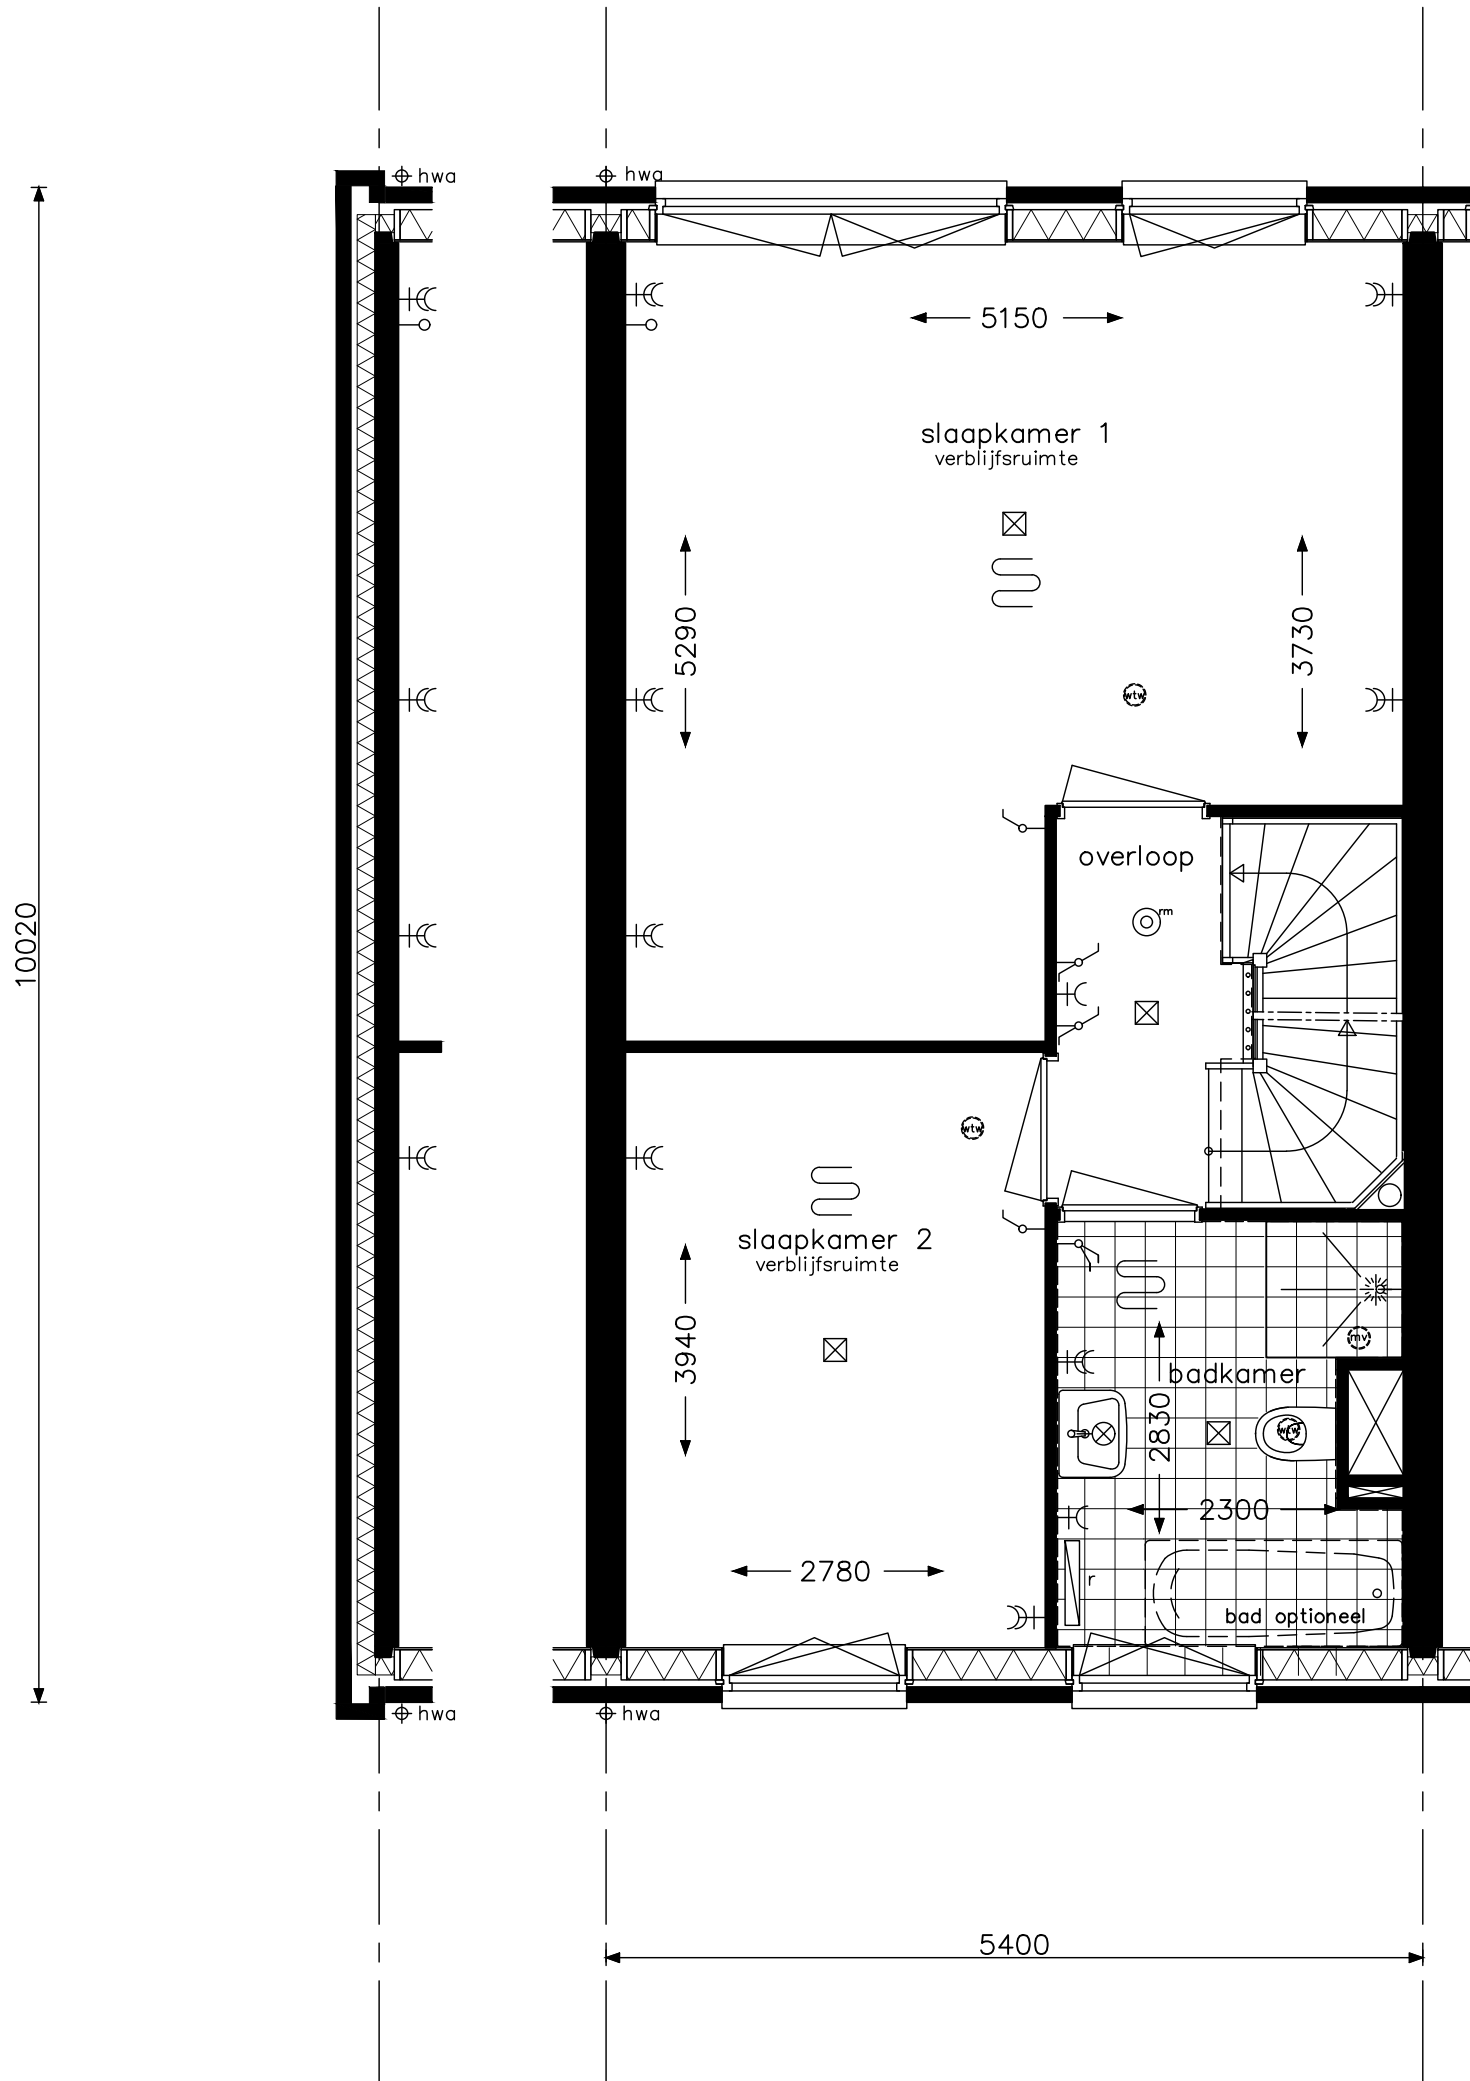 hwa
hwa
5150
slaapkamer 1
verblijfsruimte
5290
3730
wtw
overloop
rm
10020
wtw
slaapkamer 2
verblijfsruimte
3940
mv
badkamer
2830
wtw
2300
2780
r
bad optioneel
hwa
hwa
5400